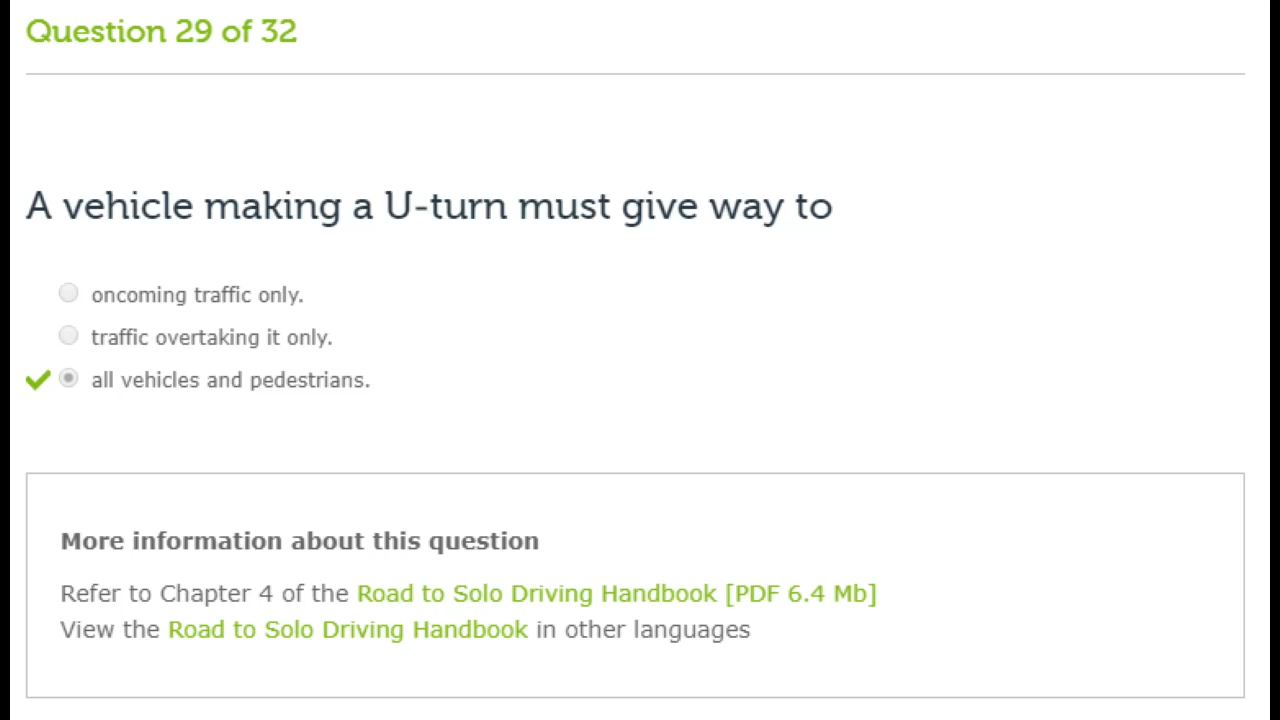 Question 29 of 32
A vehicle making a U-turn must give way to
oncoming traffic only.
traffic overtaking it only.
all vehicles and pedestrians.
More information about this question
Refer to Chapter 4 of the Road to Solo Driving Handbook [PDF 6.4 Mb]
View the Road to Solo Driving Handbook in other languages